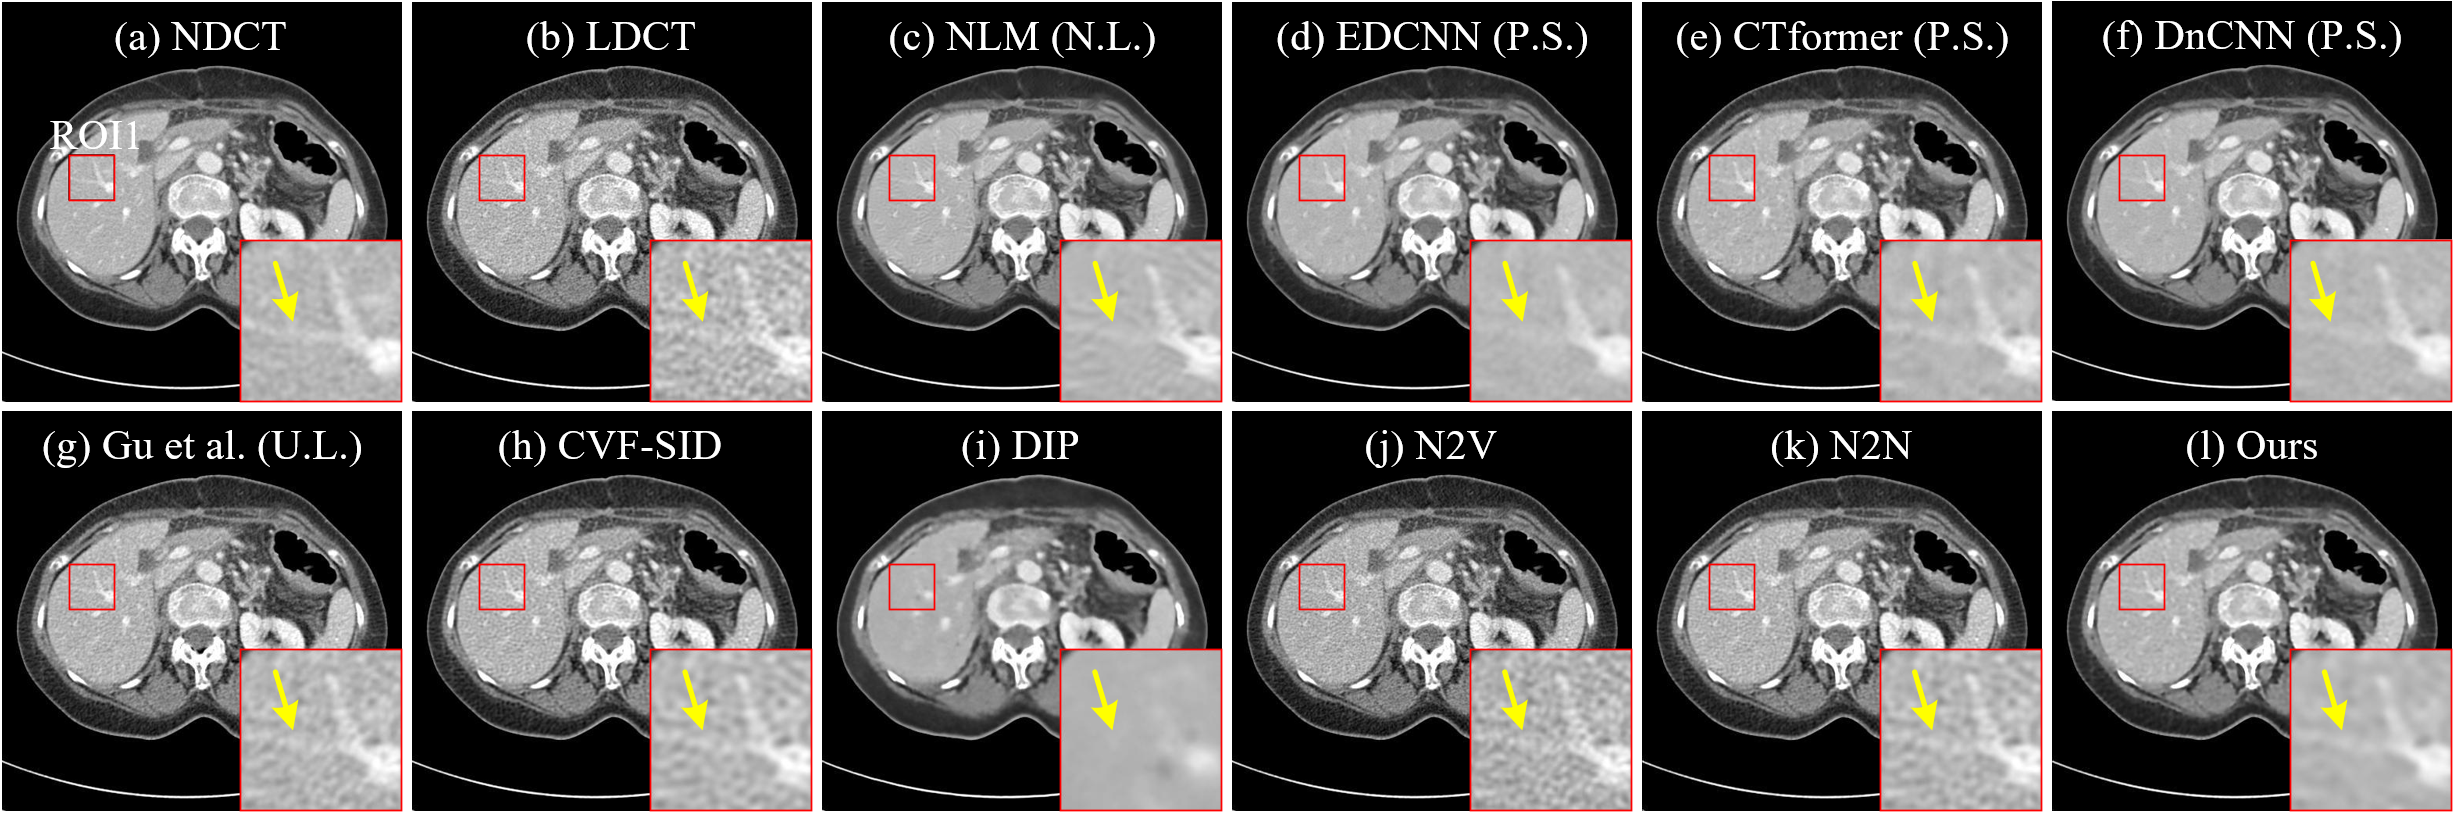 (a) NDCT
(b) LDCT
(c) NLM (N.L.)
(d) EDCNN (P.S.)
(e) CTformer (P.S.)
(f) DnCNN (P.S.)
ROI1
(g) Gu et al. (U.L.)
(h) CVF-SID
(i) DIP
(j) N2V
(k) N2N
(l) Ours